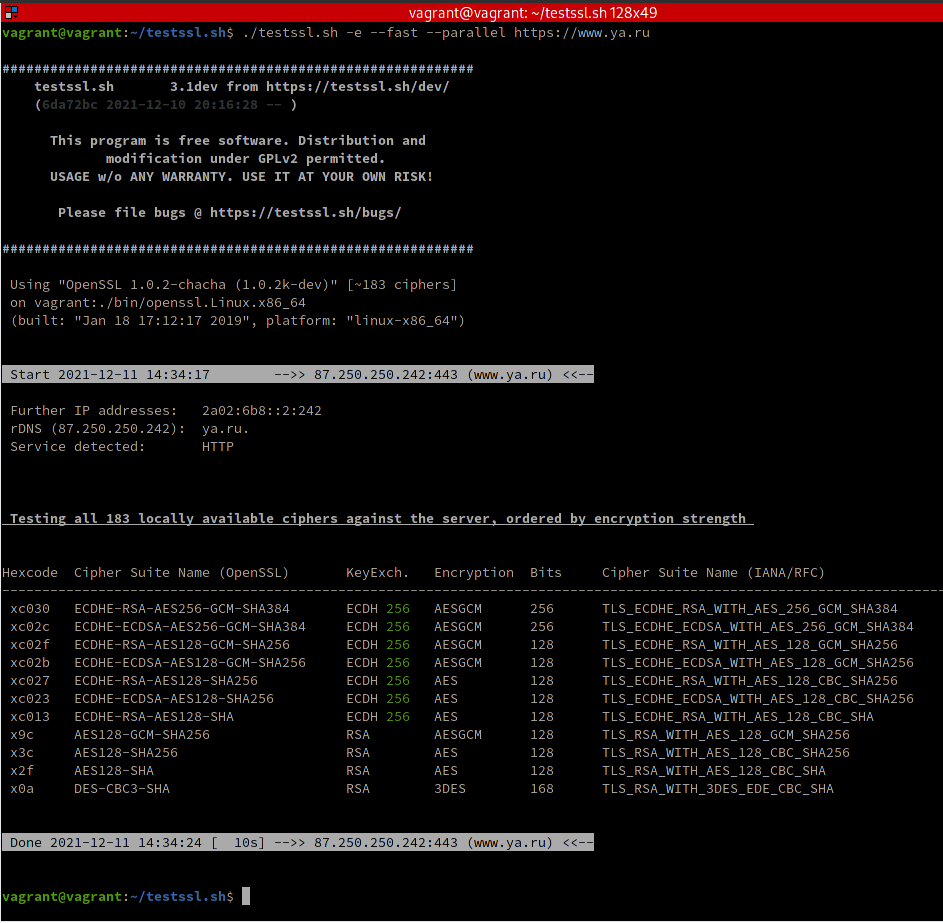 vagrant@vagrant: ~/testssl.sh 128x49
vagrant@vagrant:~/testssl.sh$ ./testssl.sh -e --fast --parallel https://www.ya.ru
###########################################################
testssl.sh       3.1dev from https://testssl.sh/dev/
(6da72bc 2021-12-10 20:16:28 -- )
This program is free software. Distribution and
modification under GPLv2 permitted.
USAGE w/o ANY WARRANTY. USE IT AT YOUR OWN RISK!
Please file bugs @ https://testssl.sh/bugs/
###########################################################
Using "OpenSSL 1.0.2-chacha (1.0.2k-dev)" [~183 ciphers]
on vagrant:./bin/openssl.Linux.x86_64
(built: "Jan 18 17:12:17 2019", platform: "linux-x86_64")
Start 2021-12-11 14:34:17        -->> 87.250.250.242:443 (www.ya.ru) <<--
Further IP addresses:   2a02:6b8::2:242
rDNS (87.250.250.242):  ya.ru.
Service detected:       HTTP
Testing all 183 locally available ciphers against the server, ordered by encryption strength
Hexcode  Cipher Suite Name (OpenSSL)       KeyExch.   Encryption  Bits     Cipher Suite Name (IANA/RFC)
----------------------------------------------------------------------------------------------------------------------
xc030   ECDHE-RSA-AES256-GCM-SHA384       ECDH 256   AESGCM      256      TLS_ECDHE_RSA_WITH_AES_256_GCM_SHA384
xc02c   ECDHE-ECDSA-AES256-GCM-SHA384     ECDH 256   AESGCM      256      TLS_ECDHE_ECDSA_WITH_AES_256_GCM_SHA384
xc02f   ECDHE-RSA-AES128-GCM-SHA256       ECDH 256   AESGCM      128      TLS_ECDHE_RSA_WITH_AES_128_GCM_SHA256
xc02b   ECDHE-ECDSA-AES128-GCM-SHA256     ECDH 256   AESGCM      128      TLS_ECDHE_ECDSA_WITH_AES_128_GCM_SHA256
xc027   ECDHE-RSA-AES128-SHA256           ECDH 256   AES         128      TLS_ECDHE_RSA_WITH_AES_128_CBC_SHA256
xc023   ECDHE-ECDSA-AES128-SHA256         ECDH 256   AES         128      TLS_ECDHE_ECDSA_WITH_AES_128_CBC_SHA256
xc013   ECDHE-RSA-AES128-SHA              ECDH 256   AES         128      TLS_ECDHE_RSA_WITH_AES_128_CBC_SHA
x9c     AES128-GCM-SHA256                 RSA        AESGCM      128      TLS_RSA_WITH_AES_128_GCM_SHA256
x3c     AES128-SHA256                     RSA        AES         128      TLS_RSA_WITH_AES_128_CBC_SHA256
x2f     AES128-SHA                        RSA        AES         128      TLS_RSA_WITH_AES_128_CBC_SHA
x0a     DES-CBC3-SHA                      RSA        3DES        168      TLS_RSA_WITH_3DES_EDE_CBC_SHA
Done 2021-12-11 14:34:24 [  10s] -->> 87.250.250.242:443 (www.ya.ru) <<--
vagrant@vagrant:~/testssl.sh$